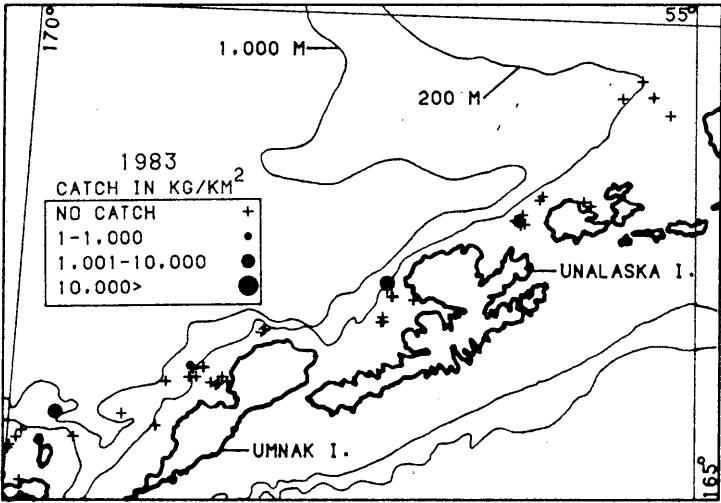 170°
55°
1,000 M
200 M
1983
CATCH IN KG/KM²
NO CATCH +
1-1,000
1,001-10,000
10,000>
UNALASKA I.
UMNAK I.
65°